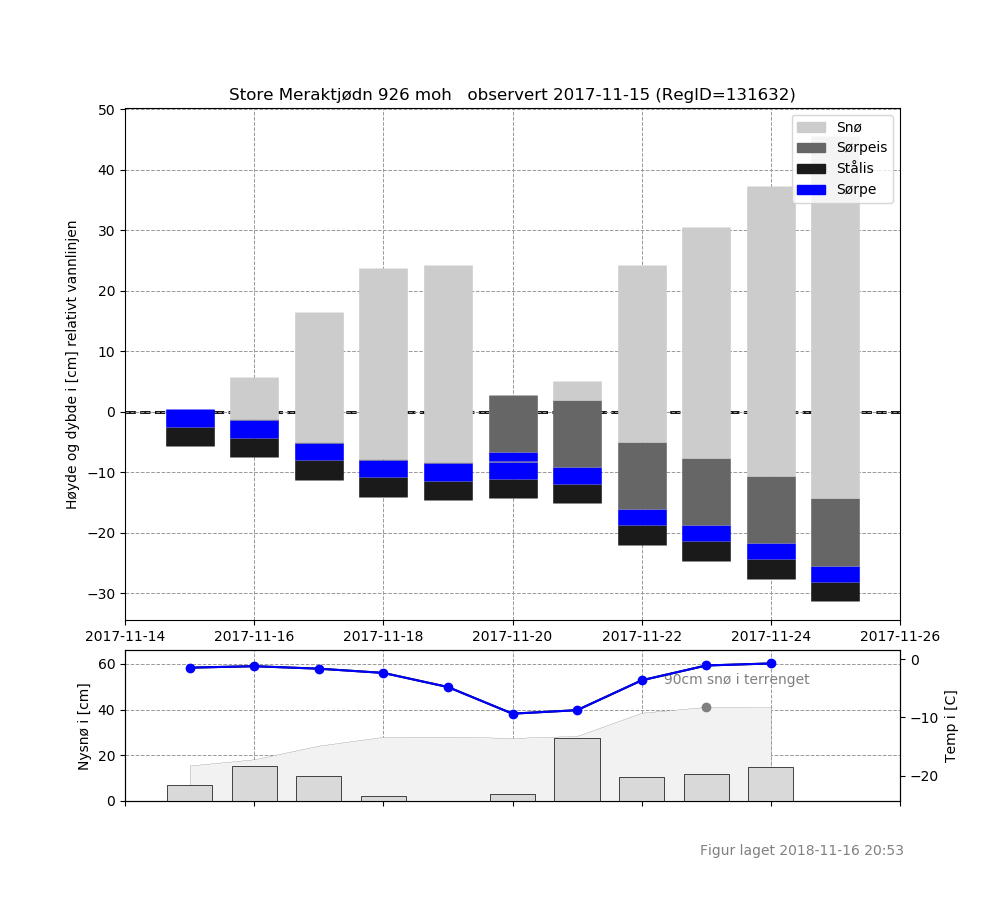 Store Meraktjødn 926 moh   observert 2017-11-15 (RegID=131632)
50
40
30
20
10
0
−10
−20
−30
Høyde og dybde i [cm] relativt vannlinjen
Snø
Sørpeis
Stålis
Sørpe
2017-11-14
2017-11-16
2017-11-18
2017-11-20
2017-11-22
2017-11-24
2017-11-26
60
40
20
0
Nysnø i [cm]
90cm snø i terrenget
0
−10
−20
Temp i [C]
Figur laget 2018-11-16 20:53